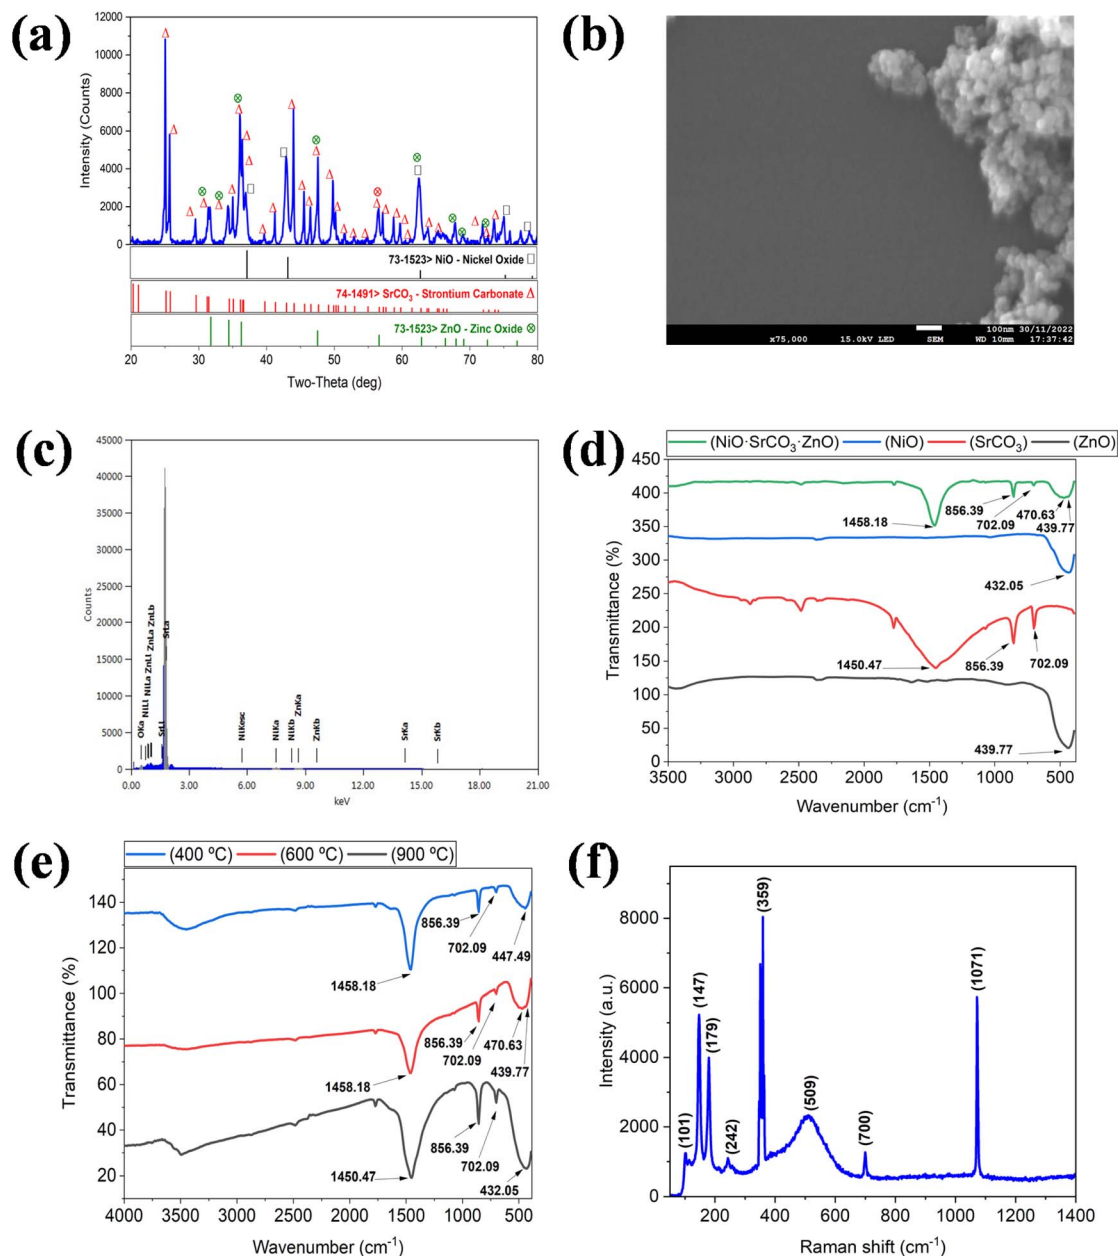 (a)
12000
10000
8000
6000
4000
2000
0
Intensity (Counts)
73-1523> NiO - Nickel Oxide
74-1491> SrCO₃ - Strontium Carbonate
73-1523> ZnO - Zinc Oxide
20 30 40 50 60 70 80
Two-Theta (deg)
(b)
100nm 30/11/2022
x75,000 15.0kV LED SEM WD 10mm 17:37:42
(c)
45000
40000
35000
30000
25000
20000
15000
10000
5000
0
Counts
OKa
NiLl
NiLa
ZnLl
ZnLa
ZnLb
SrLl
SrLa
NiKesc
NiKa
NiKb
ZnKa
ZnKb
SrKa
SrKb
0.00 3.00 6.00 9.00 12.00 15.00 18.00 21.00
keV
(d)
(NiO·SrCO₃·ZnO) (NiO) (SrCO₃) (ZnO)
450
400
350
300
250
200
150
100
50
0
Transmittance (%)
1458.18
856.39
702.09
470.63
439.77
432.05
1450.47
856.39
702.09
439.77
3500 3000 2500 2000 1500 1000 500
Wavenumber (cm⁻¹)
(e)
(400 ºC) (600 ºC) (900 ºC)
140
120
100
80
60
40
20
Transmittance (%)
1458.18
856.39
702.09
447.49
1458.18
856.39
702.09
470.63
439.77
1450.47
856.39
702.09
432.05
4000 3500 3000 2500 2000 1500 1000 500
Wavenumber (cm⁻¹)
(f)
8000
6000
4000
2000
0
Intensity (a.u.)
(101)
(147)
(179)
(242)
(359)
(509)
(700)
(1071)
200 400 600 800 1000 1200 1400
Raman shift (cm⁻¹)